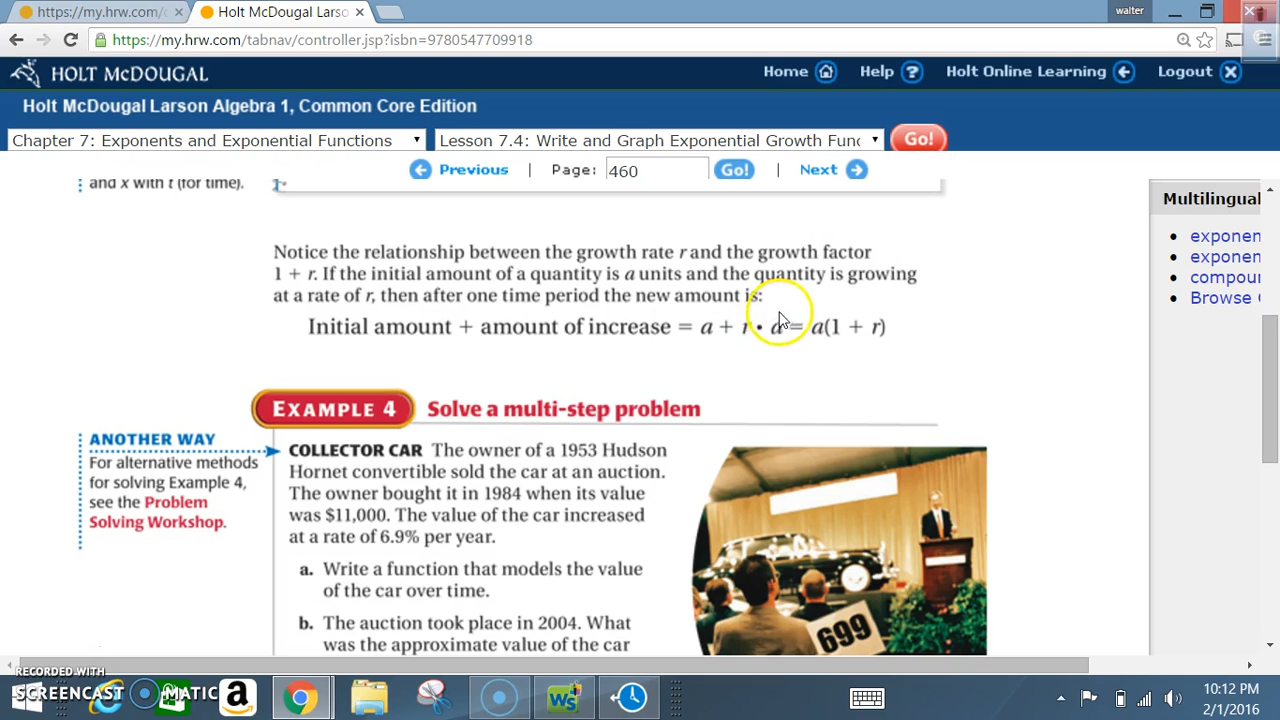 https://my.hrw.com/
Holt McDougal Larso
walter
https://my.hrw.com/tabnav/controller.jsp?isbn=9780547709918
HOLT MCDOUGAL
Home
Help ?
Holt Online Learning
Logout
Holt McDougal Larson Algebra 1, Common Core Edition
Chapter 7: Exponents and Exponential Functions
Lesson 7.4: Write and Graph Exponential Growth Func
Go!
Previous | Page: 460 Go! | Next
and x with t (for time).
Multilingual
exponen
exponen
compoun
Browse
Notice the relationship between the growth rate r and the growth factor
1 + r. If the initial amount of a quantity is a units and the quantity is growing
at a rate of r, then after one time period the new amount is:
Initial amount + amount of increase = a + r • a = a(1 + r)
EXAMPLE 4 Solve a multi-step problem
ANOTHER WAY
For alternative methods
for solving Example 4,
see the Problem
Solving Workshop.
COLLECTOR CAR The owner of a 1953 Hudson
Hornet convertible sold the car at an auction.
The owner bought it in 1984 when its value
was $11,000. The value of the car increased
at a rate of 6.9% per year.
a. Write a function that models the value
of the car over time.
b. The auction took place in 2004. What
was the approximate value of the car
699
RECORDED WITH
SCREENCAST MATIC
10:12 PM
2/1/2016